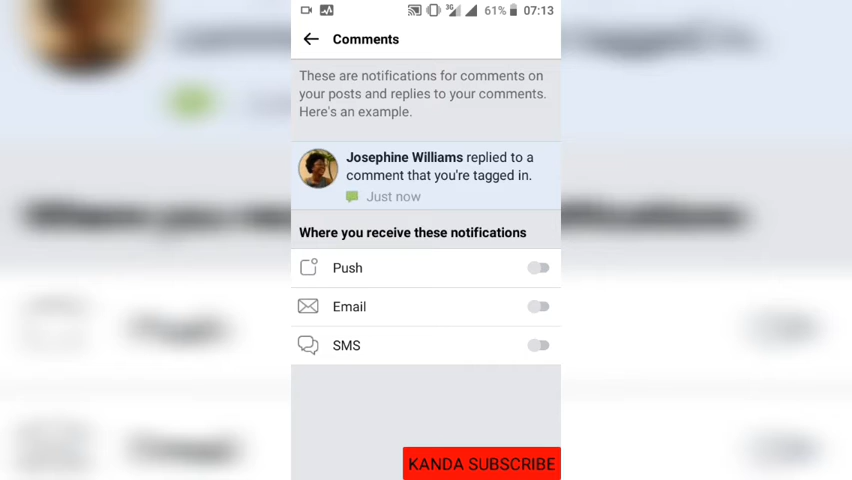 3G 61% 07:13
Comments
These are notifications for comments on
your posts and replies to your comments.
Here's an example.
Josephine Williams replied to a
comment that you're tagged in.
Just now
Where you receive these notifications
Push
Email
SMS
KANDA SUBSCRIBE